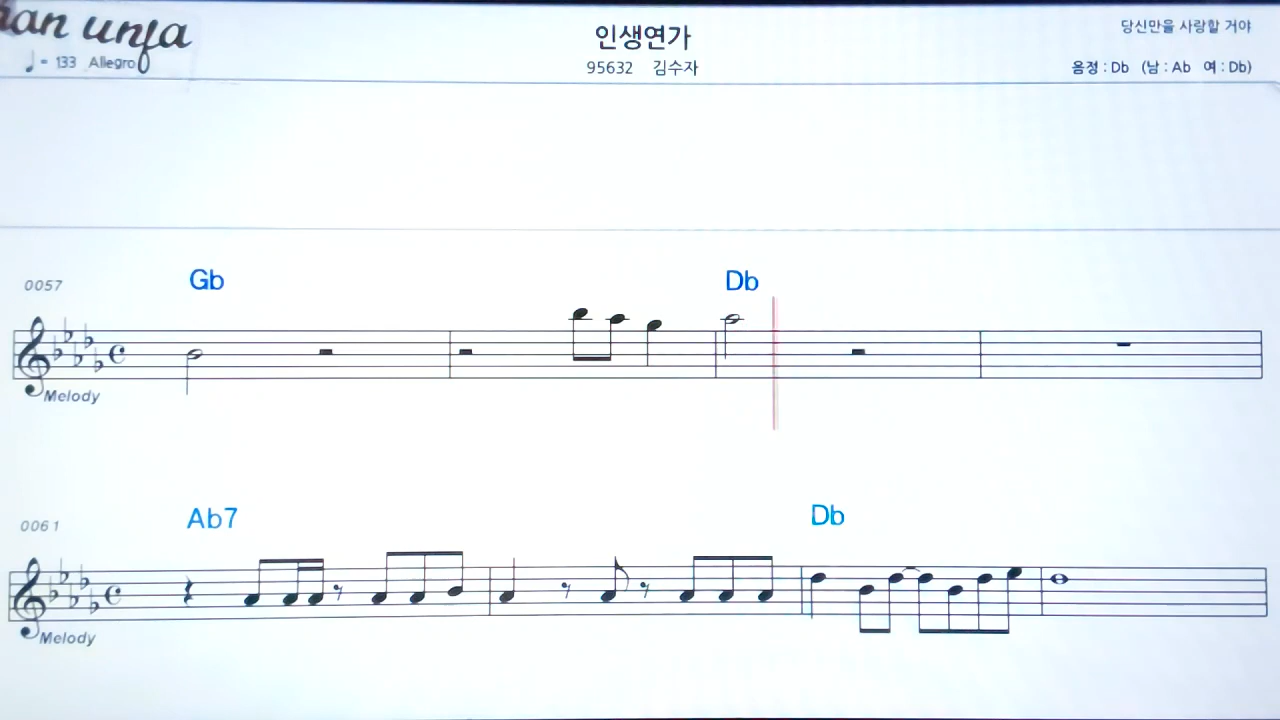 an unja
인생연가
당신만을 사랑할 거야
♩= 133 Allegro
95632 김수자
음정 : Db (남 : Ab 여 : Db)
0057
Gb
Db
Melody
0061
Ab7
Db
Melody